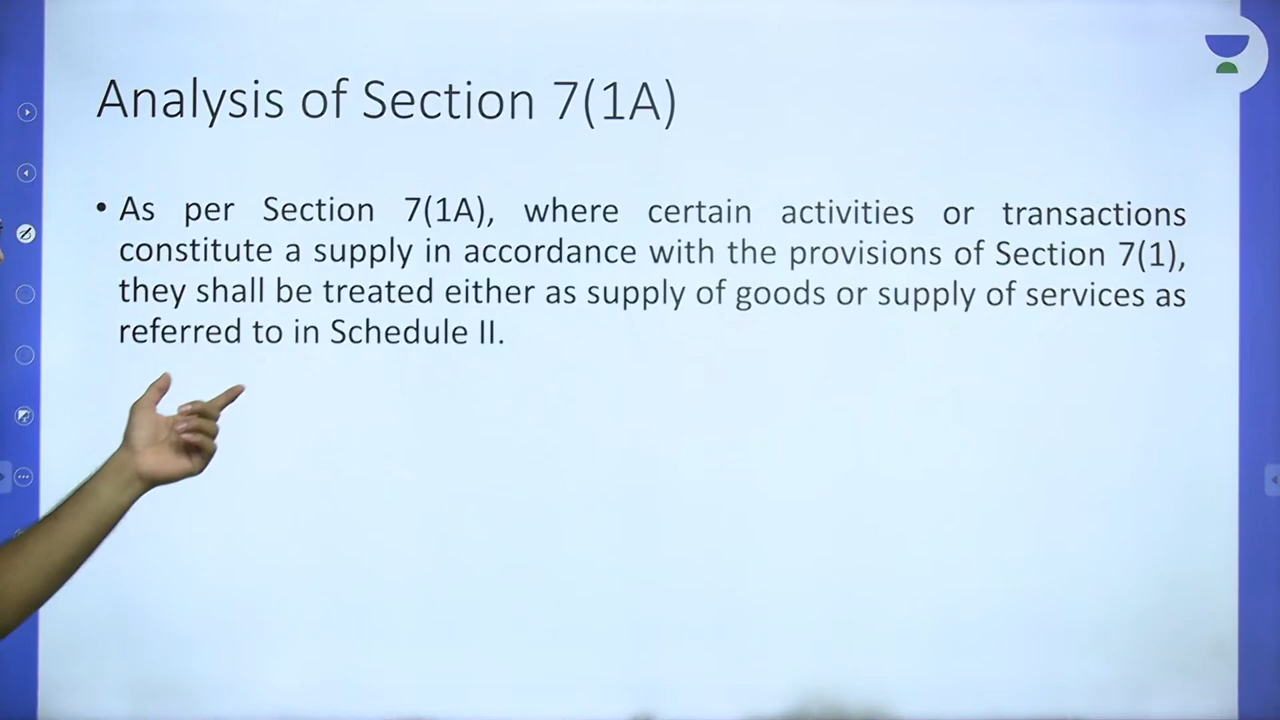 Analysis of Section 7(1A)
• As per Section 7(1A), where certain activities or transactions
constitute a supply in accordance with the provisions of Section 7(1),
they shall be treated either as supply of goods or supply of services as
referred to in Schedule II.